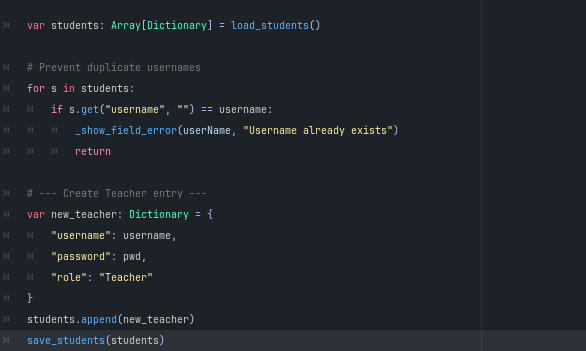 var students: Array[Dictionary] = load_students()
# Prevent duplicate usernames
for s in students:
if s.get("username", "") == username:
_show_field_error(userName, "Username already exists")
return
# --- Create Teacher entry ---
var new_teacher: Dictionary = {
"username": username,
"password": pwd,
"role": "Teacher"
}
students.append(new_teacher)
save_students(students)